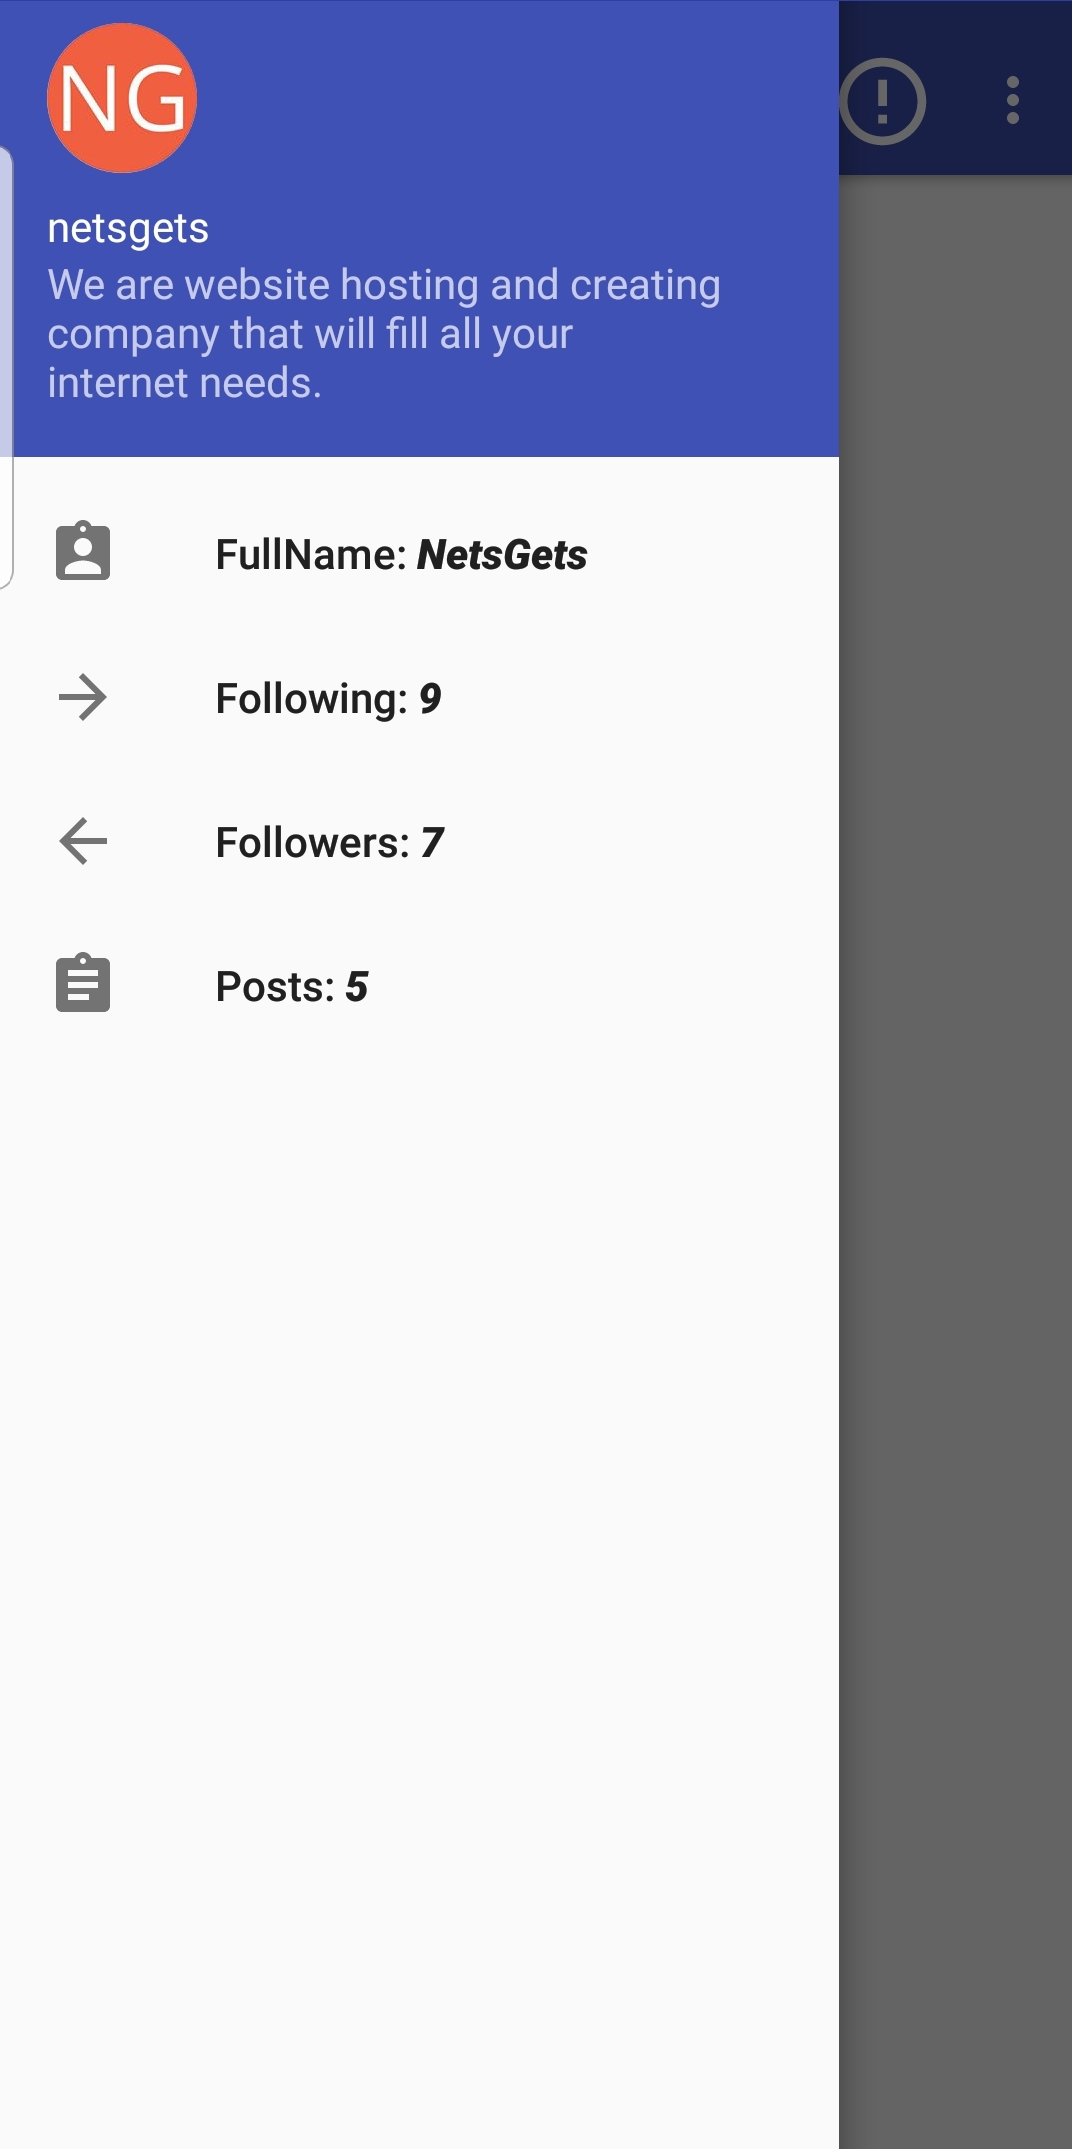 NG
netsgets
We are website hosting and creating
company that will fill all your
internet needs.
FullName: NetsGets
Following: 9
Followers: 7
Posts: 5